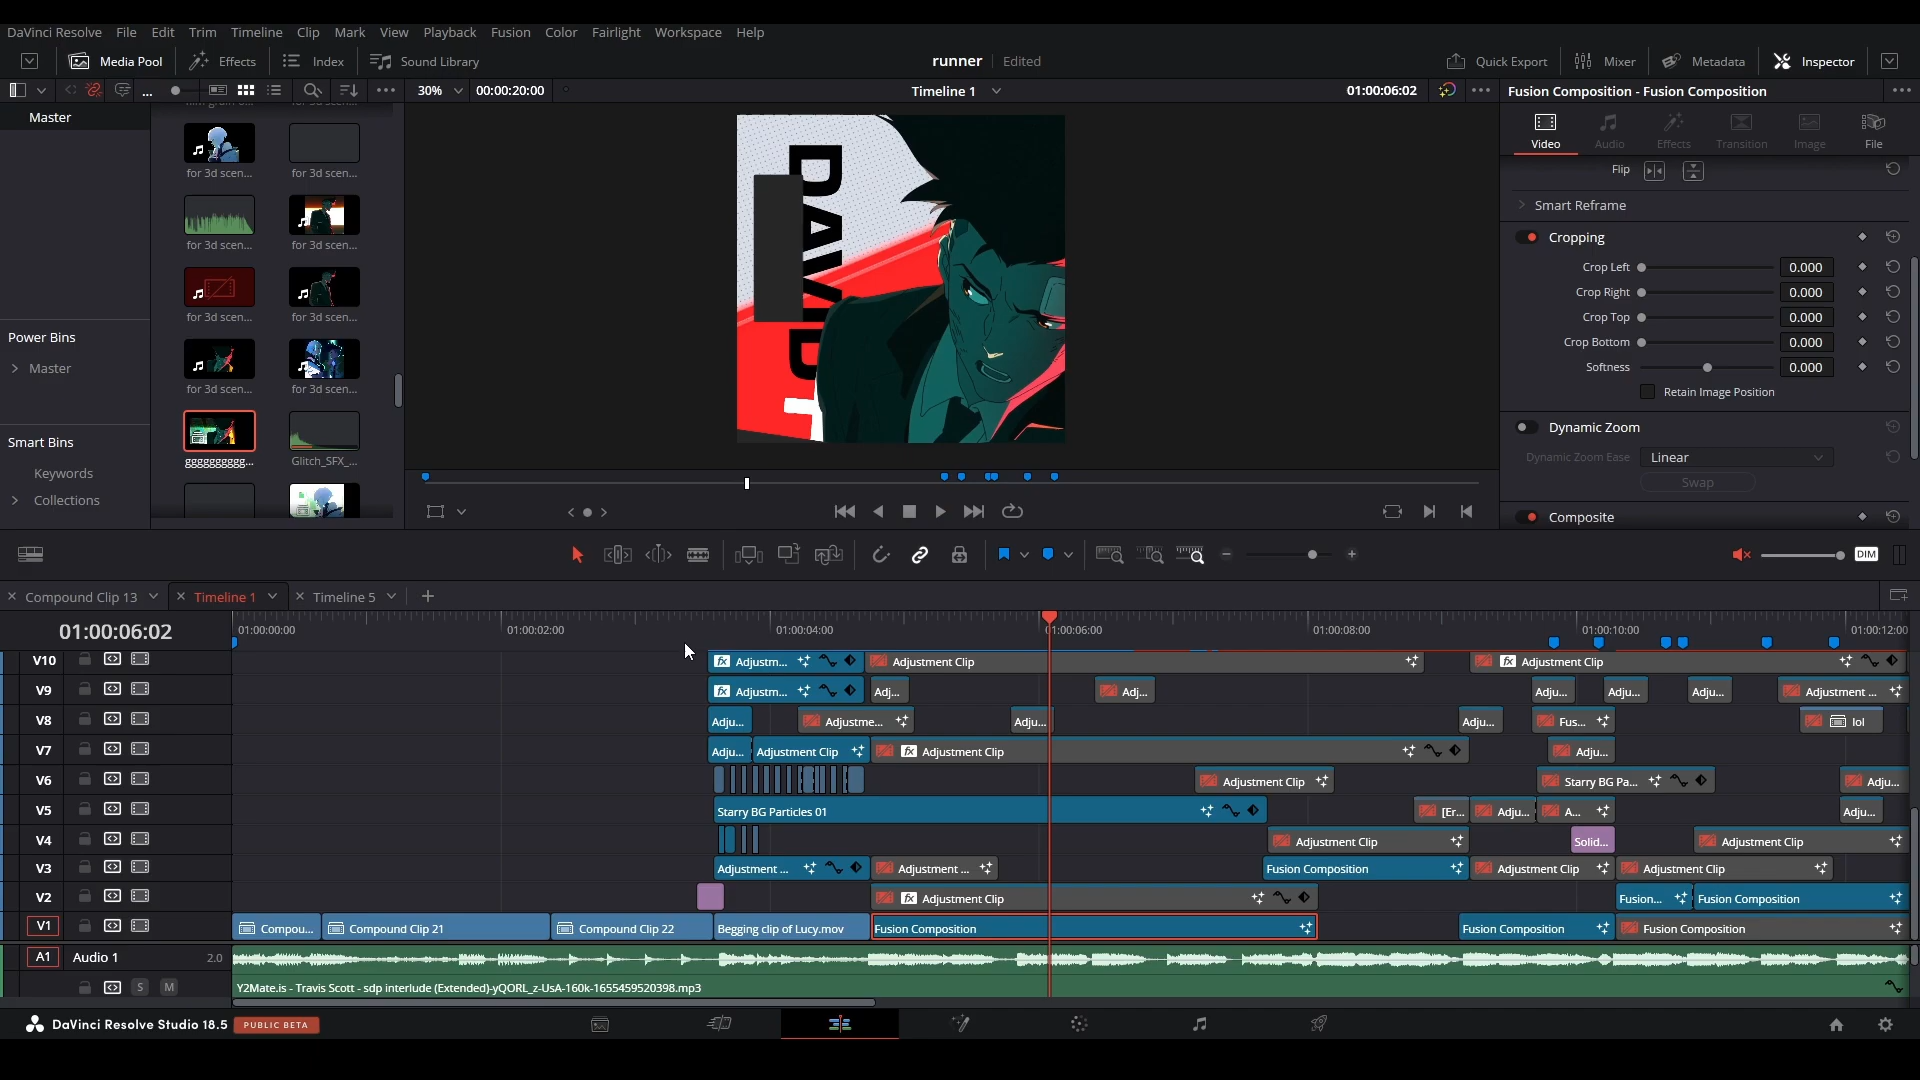 DaVinci Resolve File Edit Trim Timeline Clip Mark View Playback Fusion Color Fairlight Workspace Help
Media Pool Effects Index Sound Library runner Edited Quick Export Mixer Metadata Inspector
... 30% 00:00:20:00 Timeline 1 01:00:06:02 Fusion Composition - Fusion Composition
Master
for 3d scen... for 3d scen...
for 3d scen... for 3d scen...
for 3d scen... for 3d scen...
for 3d scen... for 3d scen...
gggggggggg... Glitch_SFX_...
Power Bins
Master
Smart Bins
Keywords
Collections
DAVID
Video Audio Effects Transition Image File
Flip
Smart Reframe
Cropping
Crop Left 0.000
Crop Right 0.000
Crop Top 0.000
Crop Bottom 0.000
Softness 0.000
Retain Image Position
Dynamic Zoom
Dynamic Zoom Ease Linear
Swap
Composite
DIM
Compound Clip 13 Timeline 1 Timeline 5
01:00:06:02 01:00:00:00 01:00:02:00 01:00:04:00 01:00:06:00 01:00:08:00 01:00:10:00 01:00:12:00
V10 fx Adjustm... Adjustment Clip fx Adjustment Clip
V9 fx Adjustm... Adj... Adj... Adju... Adju... Adju... Adjustment ...
V8 Adju... Adjustme... Adju... Adju... Fus... lol
V7 Adju... Adjustment Clip fx Adjustment Clip Adju...
V6 Adjustment Clip Starry BG Pa... Adju...
V5 Starry BG Particles 01 [Er... Adju... A... Adju...
V4 Adjustment Clip Solid... Adjustment Clip
V3 Adjustment ... Adjustment ... Fusion Composition Adjustment Clip Adjustment Clip
V2 fx Adjustment Clip Fusion... Fusion Composition
V1 Compou... Compound Clip 21 Compound Clip 22 Begging clip of Lucy.mov Fusion Composition Fusion Composition Fusion Composition
A1 Audio 1 2.0
S M Y2Mate.is - Travis Scott - sdp interlude (Extended)-yQORL_z-UsA-160k-1655459520398.mp3
DaVinci Resolve Studio 18.5 PUBLIC BETA